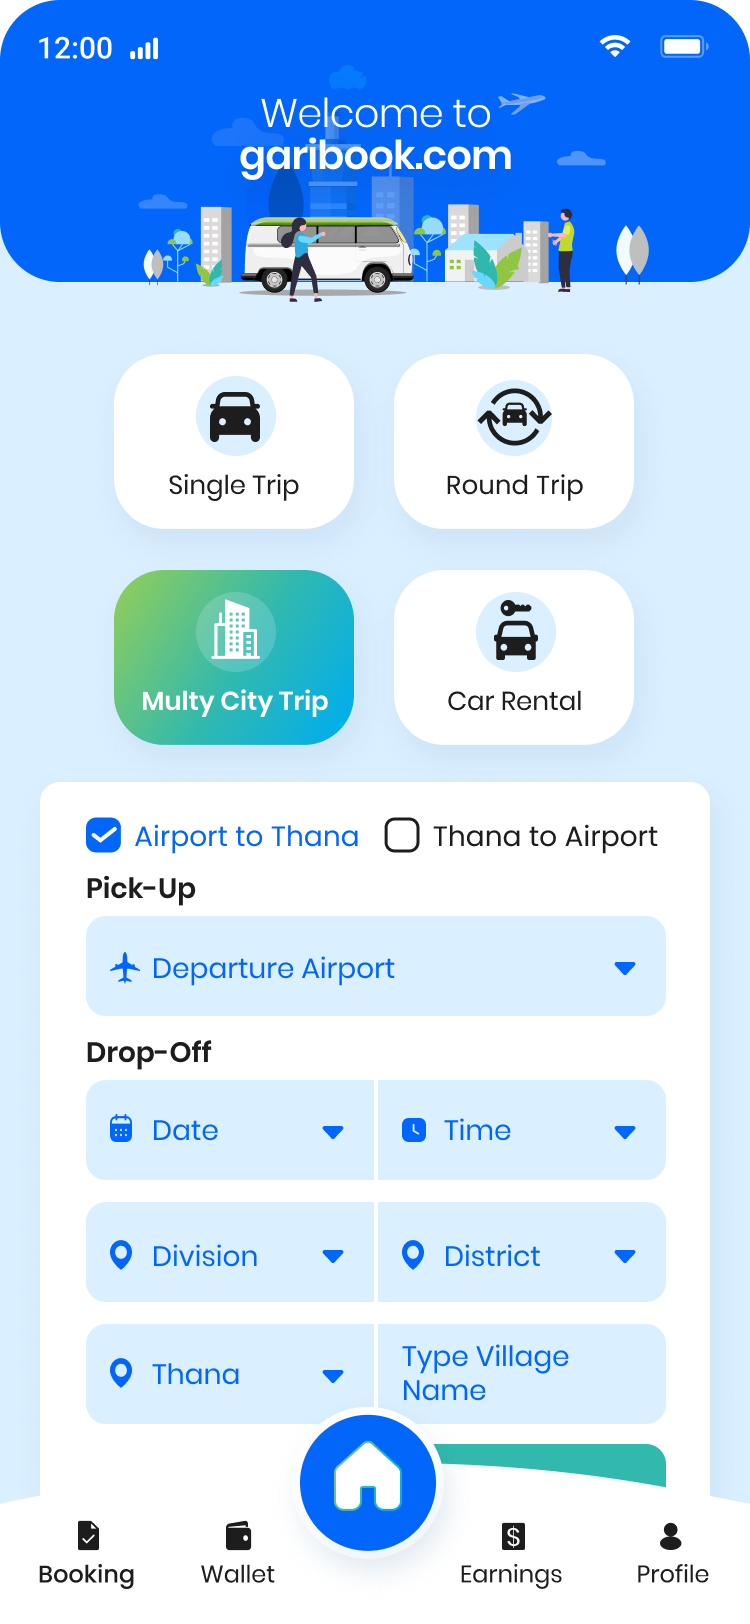 12:00
Welcome to
garibook.com
Single Trip
Round Trip
Multy City Trip
Car Rental
Airport to Thana
Thana to Airport
Pick-Up
Departure Airport
Drop-Off
Date
Time
Division
District
Thana
Type Village
Name
$
Booking
Wallet
Earnings
Profile